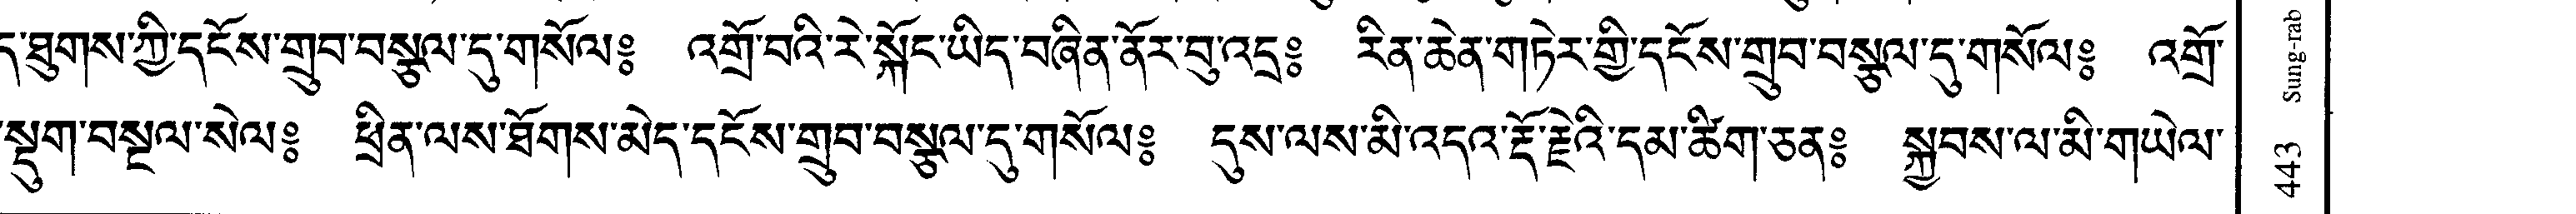 ད་ཐུགས་ཀྱི་དངོས་གྲུབ་བསྩལ་དུ་གསོལ༔ འགྲོ་བའི་རེ་སྐོང་ཡིད་བཞིན་ནོར་བུ་འདྲ༔ རིན་ཆེན་གཏེར་གྱི་དངོས་གྲུབ་བསྩལ་དུ་གསོལ༔ འགྲོ་
སྡུག་བསྔལ་སེལ༔ ཕྲིན་ལས་ཐོགས་མེད་དངོས་གྲུབ་བསྩལ་དུ་གསོལ༔ དུས་ལས་མི་འདའ་རྡོ་རྗེའི་དམ་ཚིག་ཅན༔ སྐྱབས་ལ་མི་གཡེལ་
Sung-rab
443